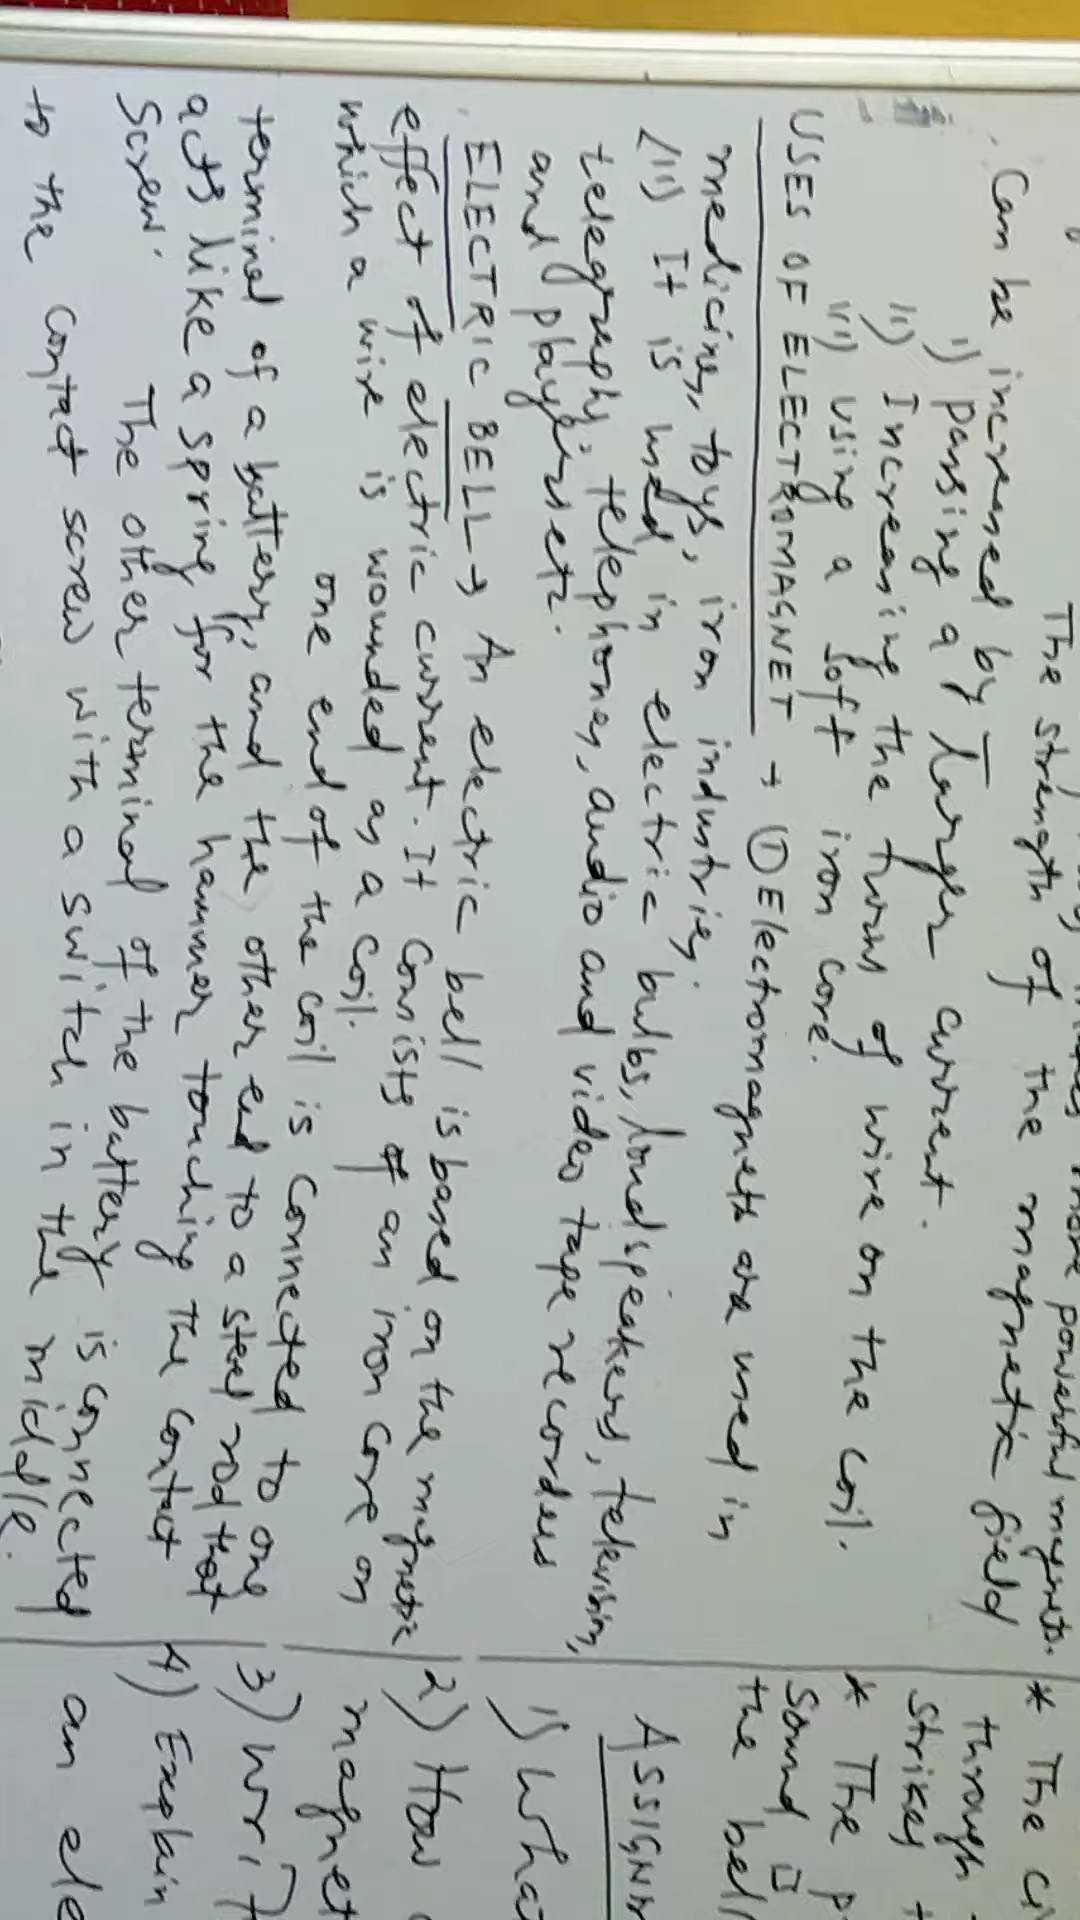 more powerful magnets.
The strength of the magnetic field
can be increased by -
i) passing a larger current.
ii) Increasing the turns of wire on the coil.
iii) using a soft iron core.
USES OF ELECTROMAGNET → ① Electromagnets are used in
medicines, toys, iron industries,
(ii) It is used in electric bulbs, loudspeakers, television,
telegraphs, telephones, audio and video tape recorders
and players etc.
ELECTRIC BELL → An electric bell is based on the magnetic
effect of electric current. It consists of an iron core on
which a wire is wounded as a coil.
one end of the coil is connected to one
terminal of a battery, and the other end to a steel rod that
acts like a spring for the hammer touching the contact
screw.
The other terminal of the battery is connected
to the contact screw with a switch in the middle.
* The
through
strikes
* The
sound
the bell
ASSIGN
1) What
2) How
magnet
3) Writ
4) Explain
an ele